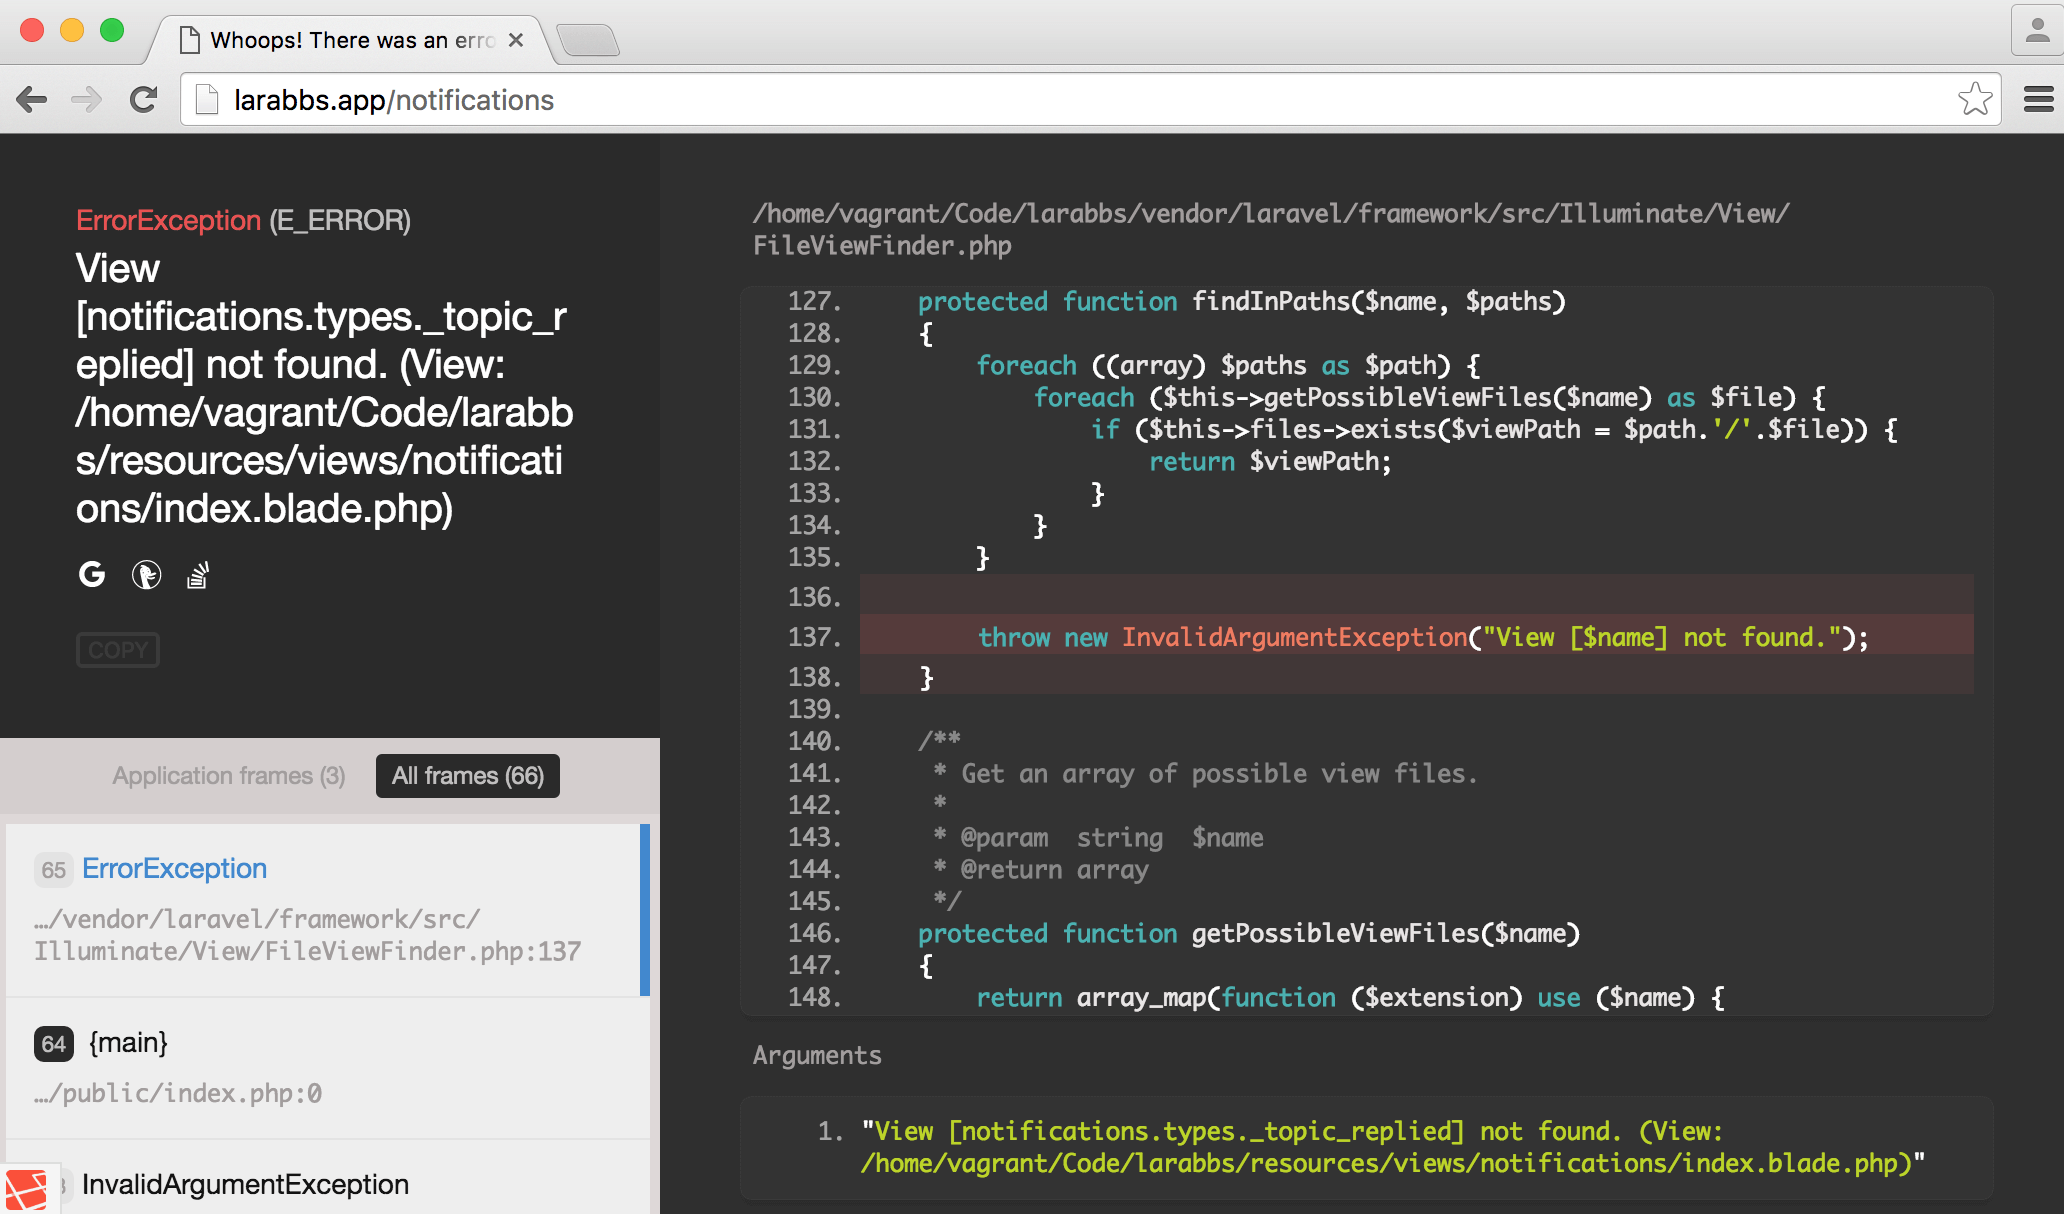 Whoops! There was an erro
larabbs.app/notifications
ErrorException (E_ERROR)
View
[notifications.types._topic_r
eplied] not found. (View:
/home/vagrant/Code/larabb
s/resources/views/notificati
ons/index.blade.php)
COPY
Application frames (3)
All frames (66)
65 ErrorException
…/vendor/laravel/framework/src/
Illuminate/View/FileViewFinder.php:137
64 {main}
…/public/index.php:0
InvalidArgumentException
/home/vagrant/Code/larabbs/vendor/laravel/framework/src/Illuminate/View/
FileViewFinder.php
127.     protected function findInPaths($name, $paths)
128.     {
129.         foreach ((array) $paths as $path) {
130.             foreach ($this->getPossibleViewFiles($name) as $file) {
131.                 if ($this->files->exists($viewPath = $path.'/'.$file)) {
132.                     return $viewPath;
133.                 }
134.             }
135.         }
136.
137.         throw new InvalidArgumentException("View [$name] not found.");
138.     }
139.
140.     /**
141.      * Get an array of possible view files.
142.      *
143.      * @param  string  $name
144.      * @return array
145.      */
146.     protected function getPossibleViewFiles($name)
147.     {
148.         return array_map(function ($extension) use ($name) {
Arguments
1. "View [notifications.types._topic_replied] not found. (View:
/home/vagrant/Code/larabbs/resources/views/notifications/index.blade.php)"